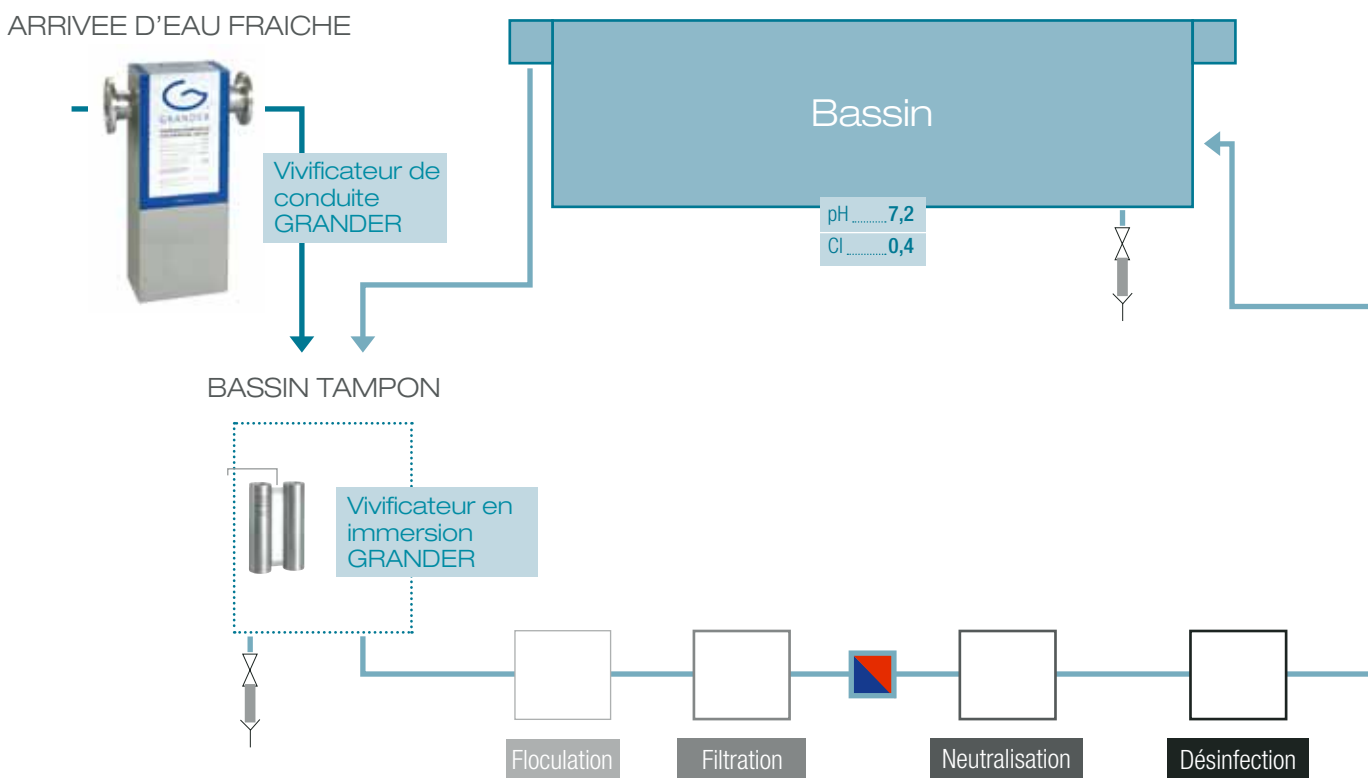 ARRIVEE D'EAU FRAICHE
GRANDER
Vivificateur de
conduite
GRANDER
Bassin
pH ........ 7,2
Cl ........ 0,4
BASSIN TAMPON
Vivificateur en
immersion
GRANDER
Floculation
Filtration
Neutralisation
Désinfection